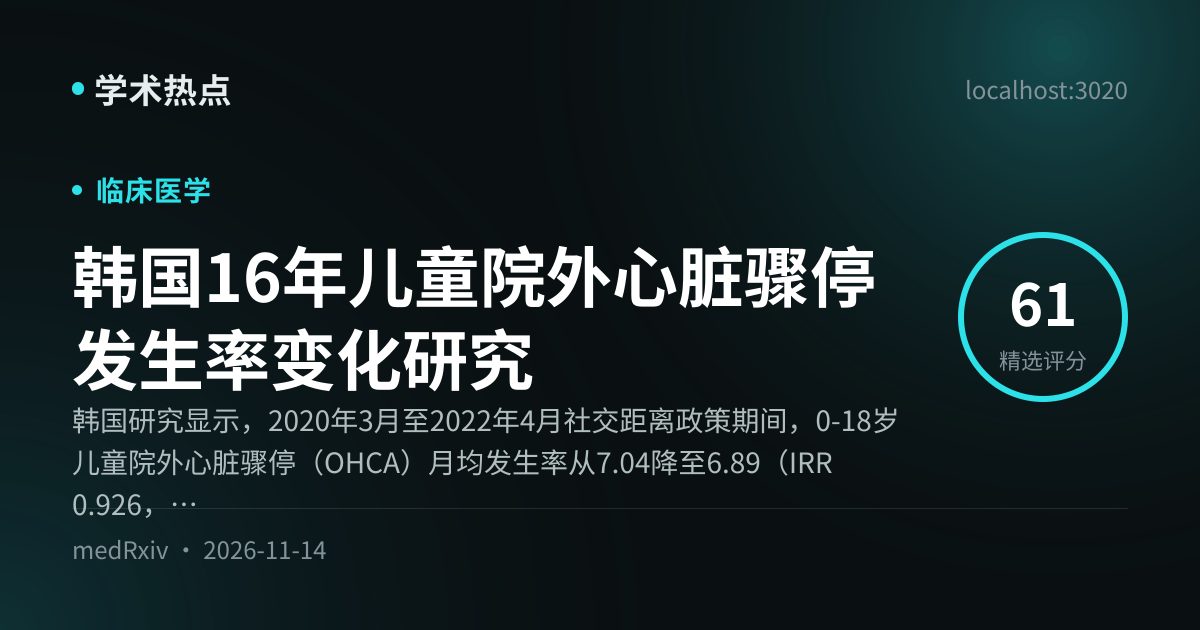 学术热点
localhost:3020
临床医学
韩国16年儿童院外心脏骤停
发生率变化研究
61
精选评分
韩国研究显示，2020年3月至2022年4月社交距离政策期间，0-18岁
儿童院外心脏骤停（OHCA）月均发生率从7.04降至6.89（IRR
0.926，…
medRxiv · 2026-11-14